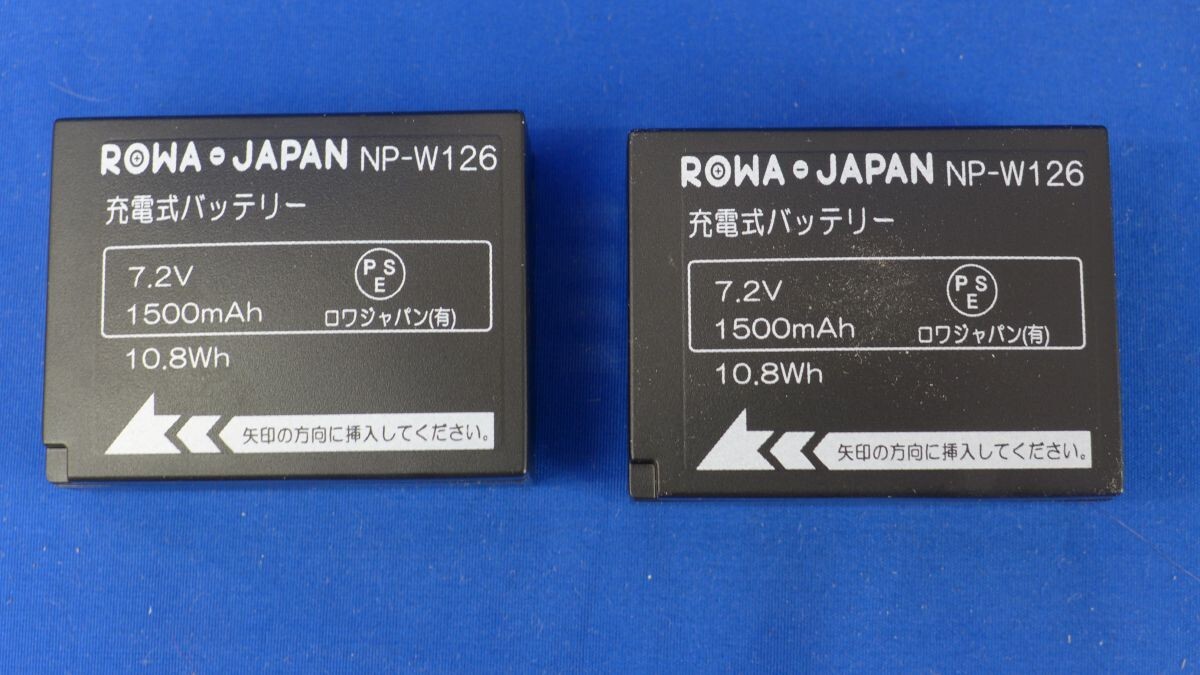 ROWA JAPAN NP-W126
充電式バッテリー
7.2V
PSE
1500mAh
ロワジャパン(有)
10.8Wh
矢印の方向に挿入してください。
ROWA JAPAN NP-W126
充電式バッテリー
7.2V
PSE
1500mAh
ロワジャパン(有)
10.8Wh
矢印の方向に挿入してください。